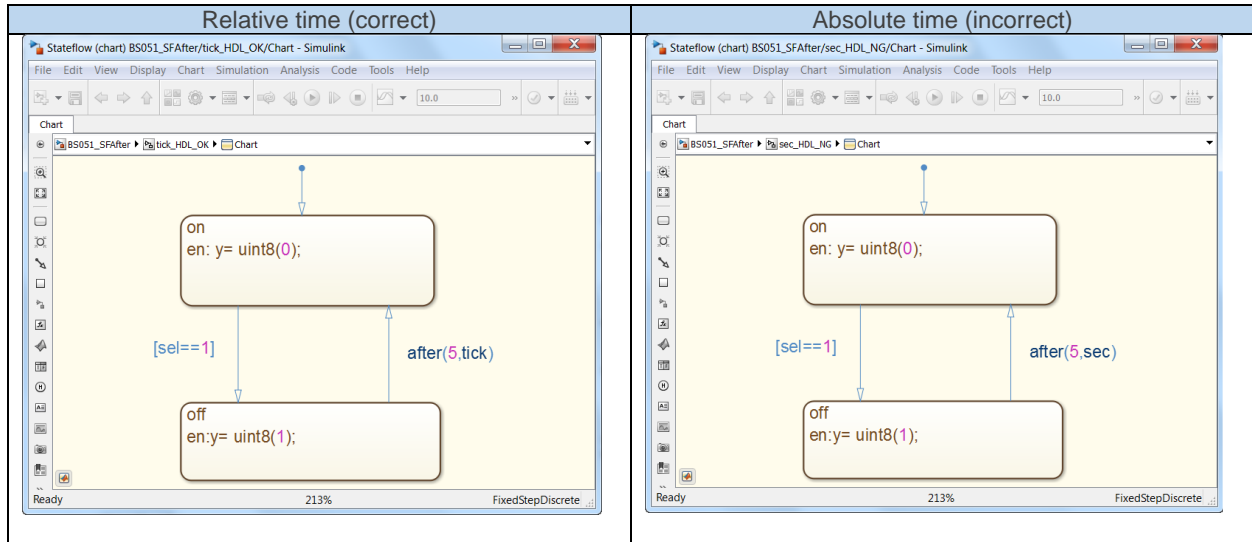 Relative time (correct)
Absolute time (incorrect)
Stateflow (chart) BS051_SFAfter/tick_HDL_OK/Chart - Simulink
File Edit View Display Chart Simulation Analysis Code Tools Help
10.0
Chart
BS051_SFAfter tick_HDL_OK Chart
on
en: y= uint8(0);
[sel==1]
after(5,tick)
off
en:y= uint8(1);
Ready 213% FixedStepDiscrete
Stateflow (chart) BS051_SFAfter/sec_HDL_NG/Chart - Simulink
File Edit View Display Chart Simulation Analysis Code Tools Help
10.0
Chart
BS051_SFAfter sec_HDL_NG Chart
on
en: y= uint8(0);
[sel==1]
after(5,sec)
off
en:y= uint8(1);
Ready 213% FixedStepDiscrete